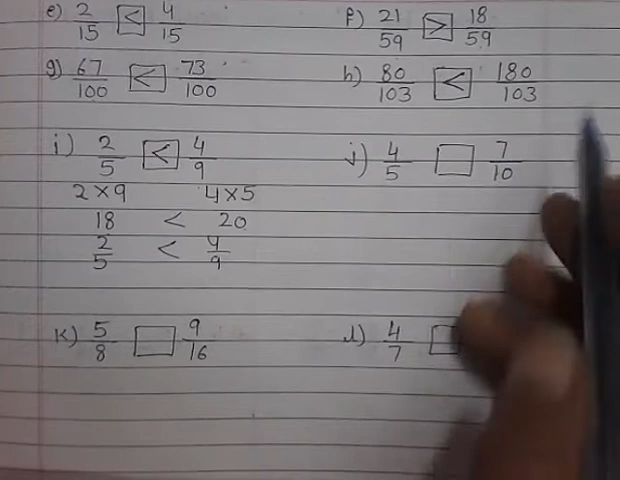 e) 2/15 < 4/15
f) 21/59 > 18/59
g) 67/100 < 73/100
h) 80/103 < 180/103
i) 2/5 < 4/9
j) 4/5 □ 7/10
2×9 4×5
18 < 20
2/5 < 4/9
k) 5/8 □ 9/16
l) 4/7 □